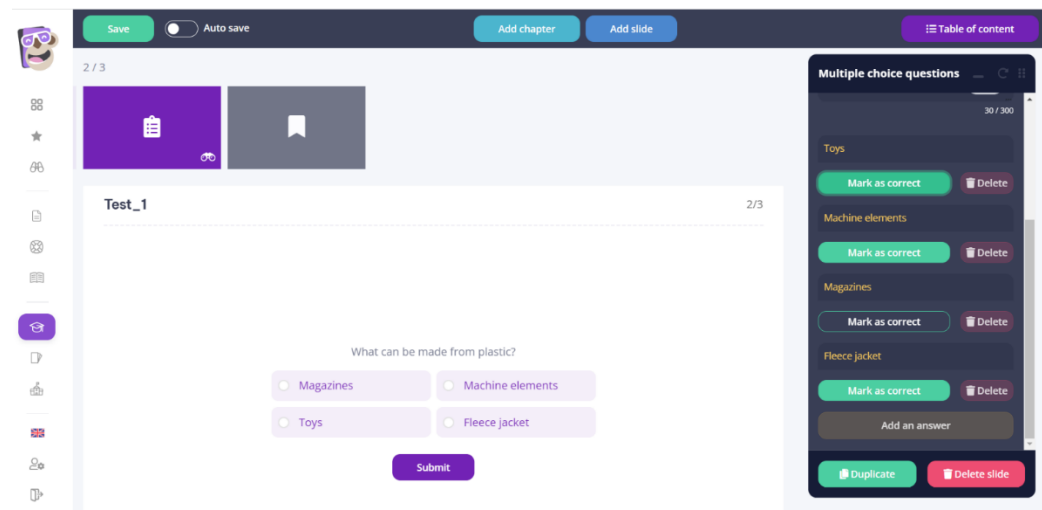 Save
Auto save
Add chapter
Add slide
Table of content
2 / 3
Test_1
2/3
What can be made from plastic?
Magazines
Machine elements
Toys
Fleece jacket
Submit
Multiple choice questions
30 / 300
Toys
Mark as correct
Delete
Machine elements
Mark as correct
Delete
Magazines
Mark as correct
Delete
Fleece jacket
Mark as correct
Delete
Add an answer
Duplicate
Delete slide